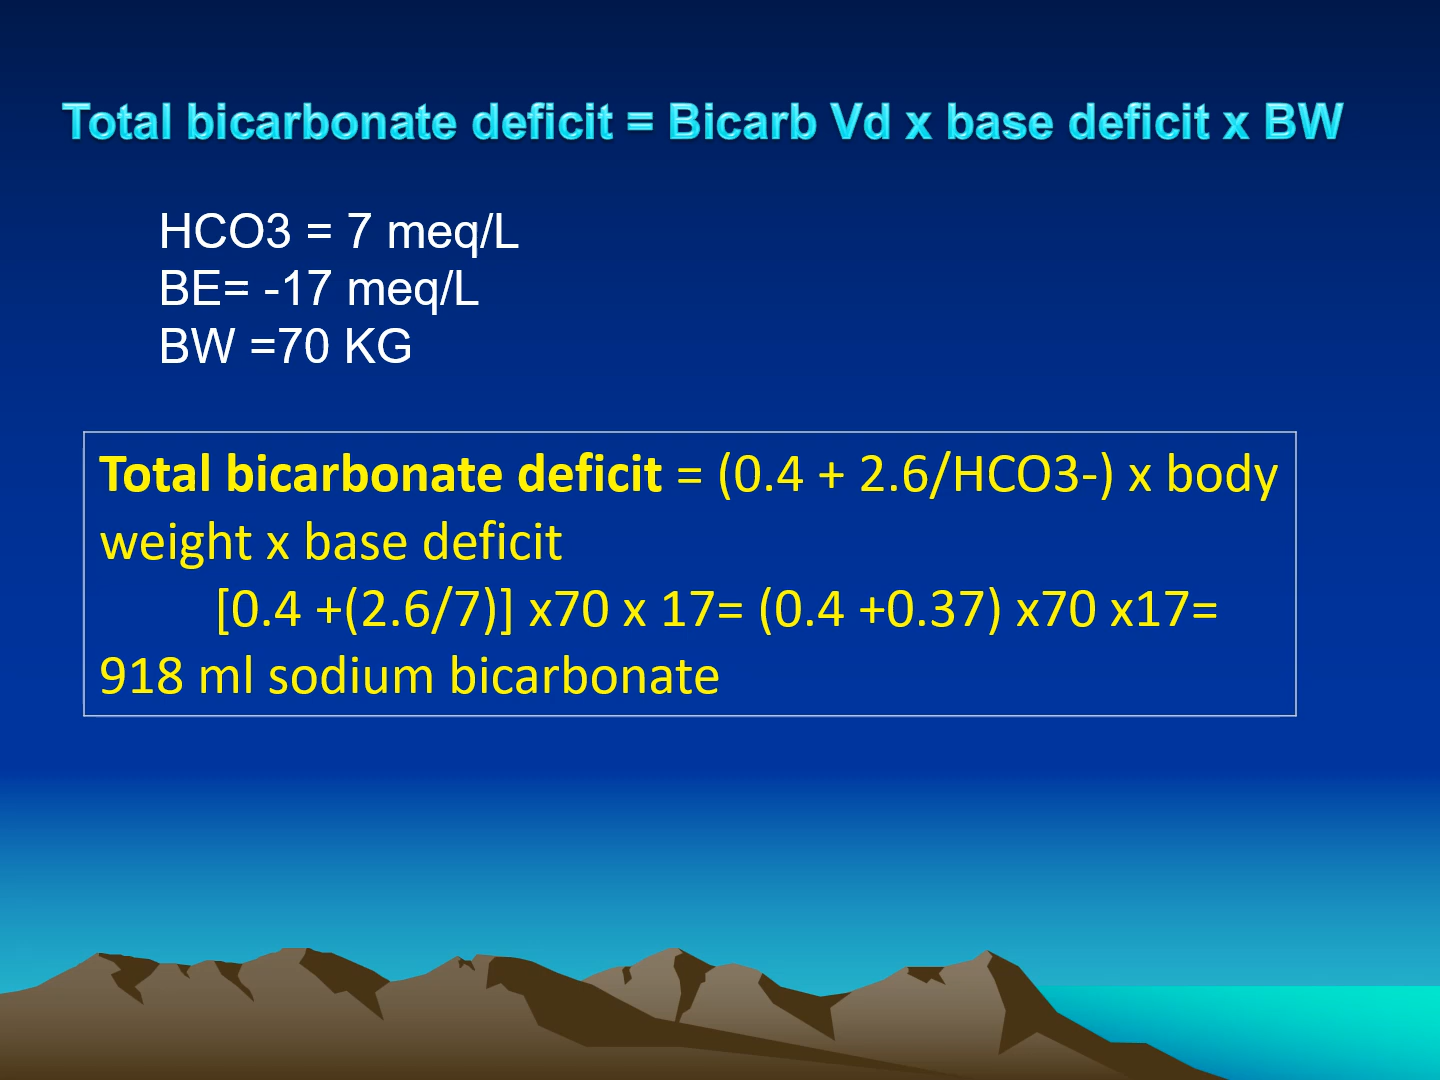 Total bicarbonate deficit = Bicarb Vd x base deficit x BW
HCO3 = 7 meq/L
BE= -17 meq/L
BW =70 KG
Total bicarbonate deficit = (0.4 + 2.6/HCO3-) x body
weight x base deficit
[0.4 +(2.6/7)] x70 x 17= (0.4 +0.37) x70 x17=
918 ml sodium bicarbonate